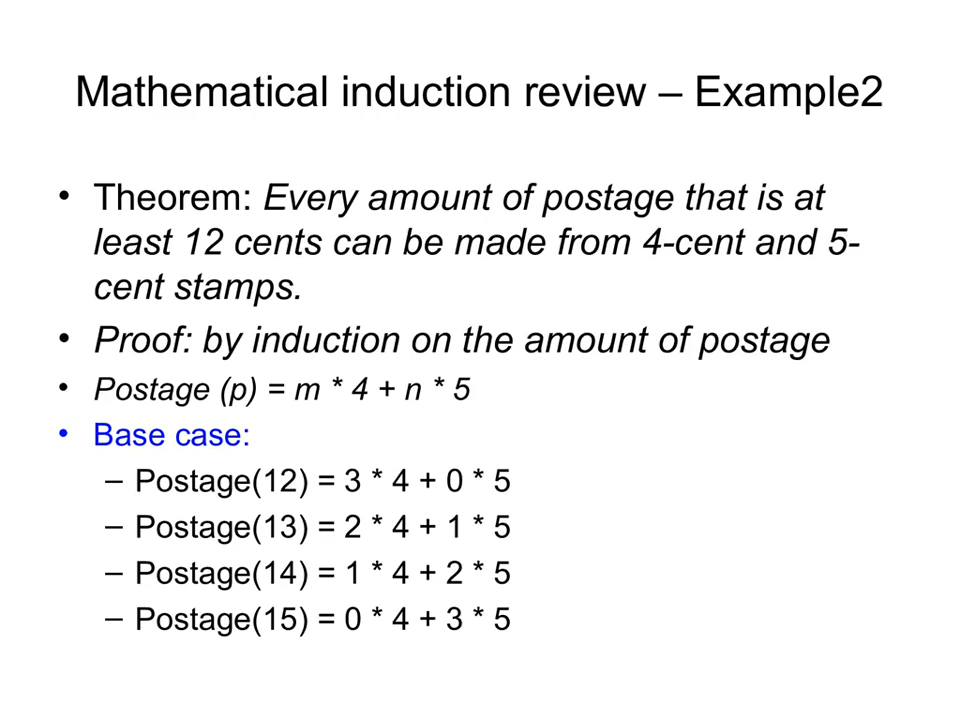 Mathematical induction review – Example2
• Theorem: Every amount of postage that is at
least 12 cents can be made from 4-cent and 5-
cent stamps.
• Proof: by induction on the amount of postage
• Postage (p) = m * 4 + n * 5
• Base case:
– Postage(12) = 3 * 4 + 0 * 5
– Postage(13) = 2 * 4 + 1 * 5
– Postage(14) = 1 * 4 + 2 * 5
– Postage(15) = 0 * 4 + 3 * 5